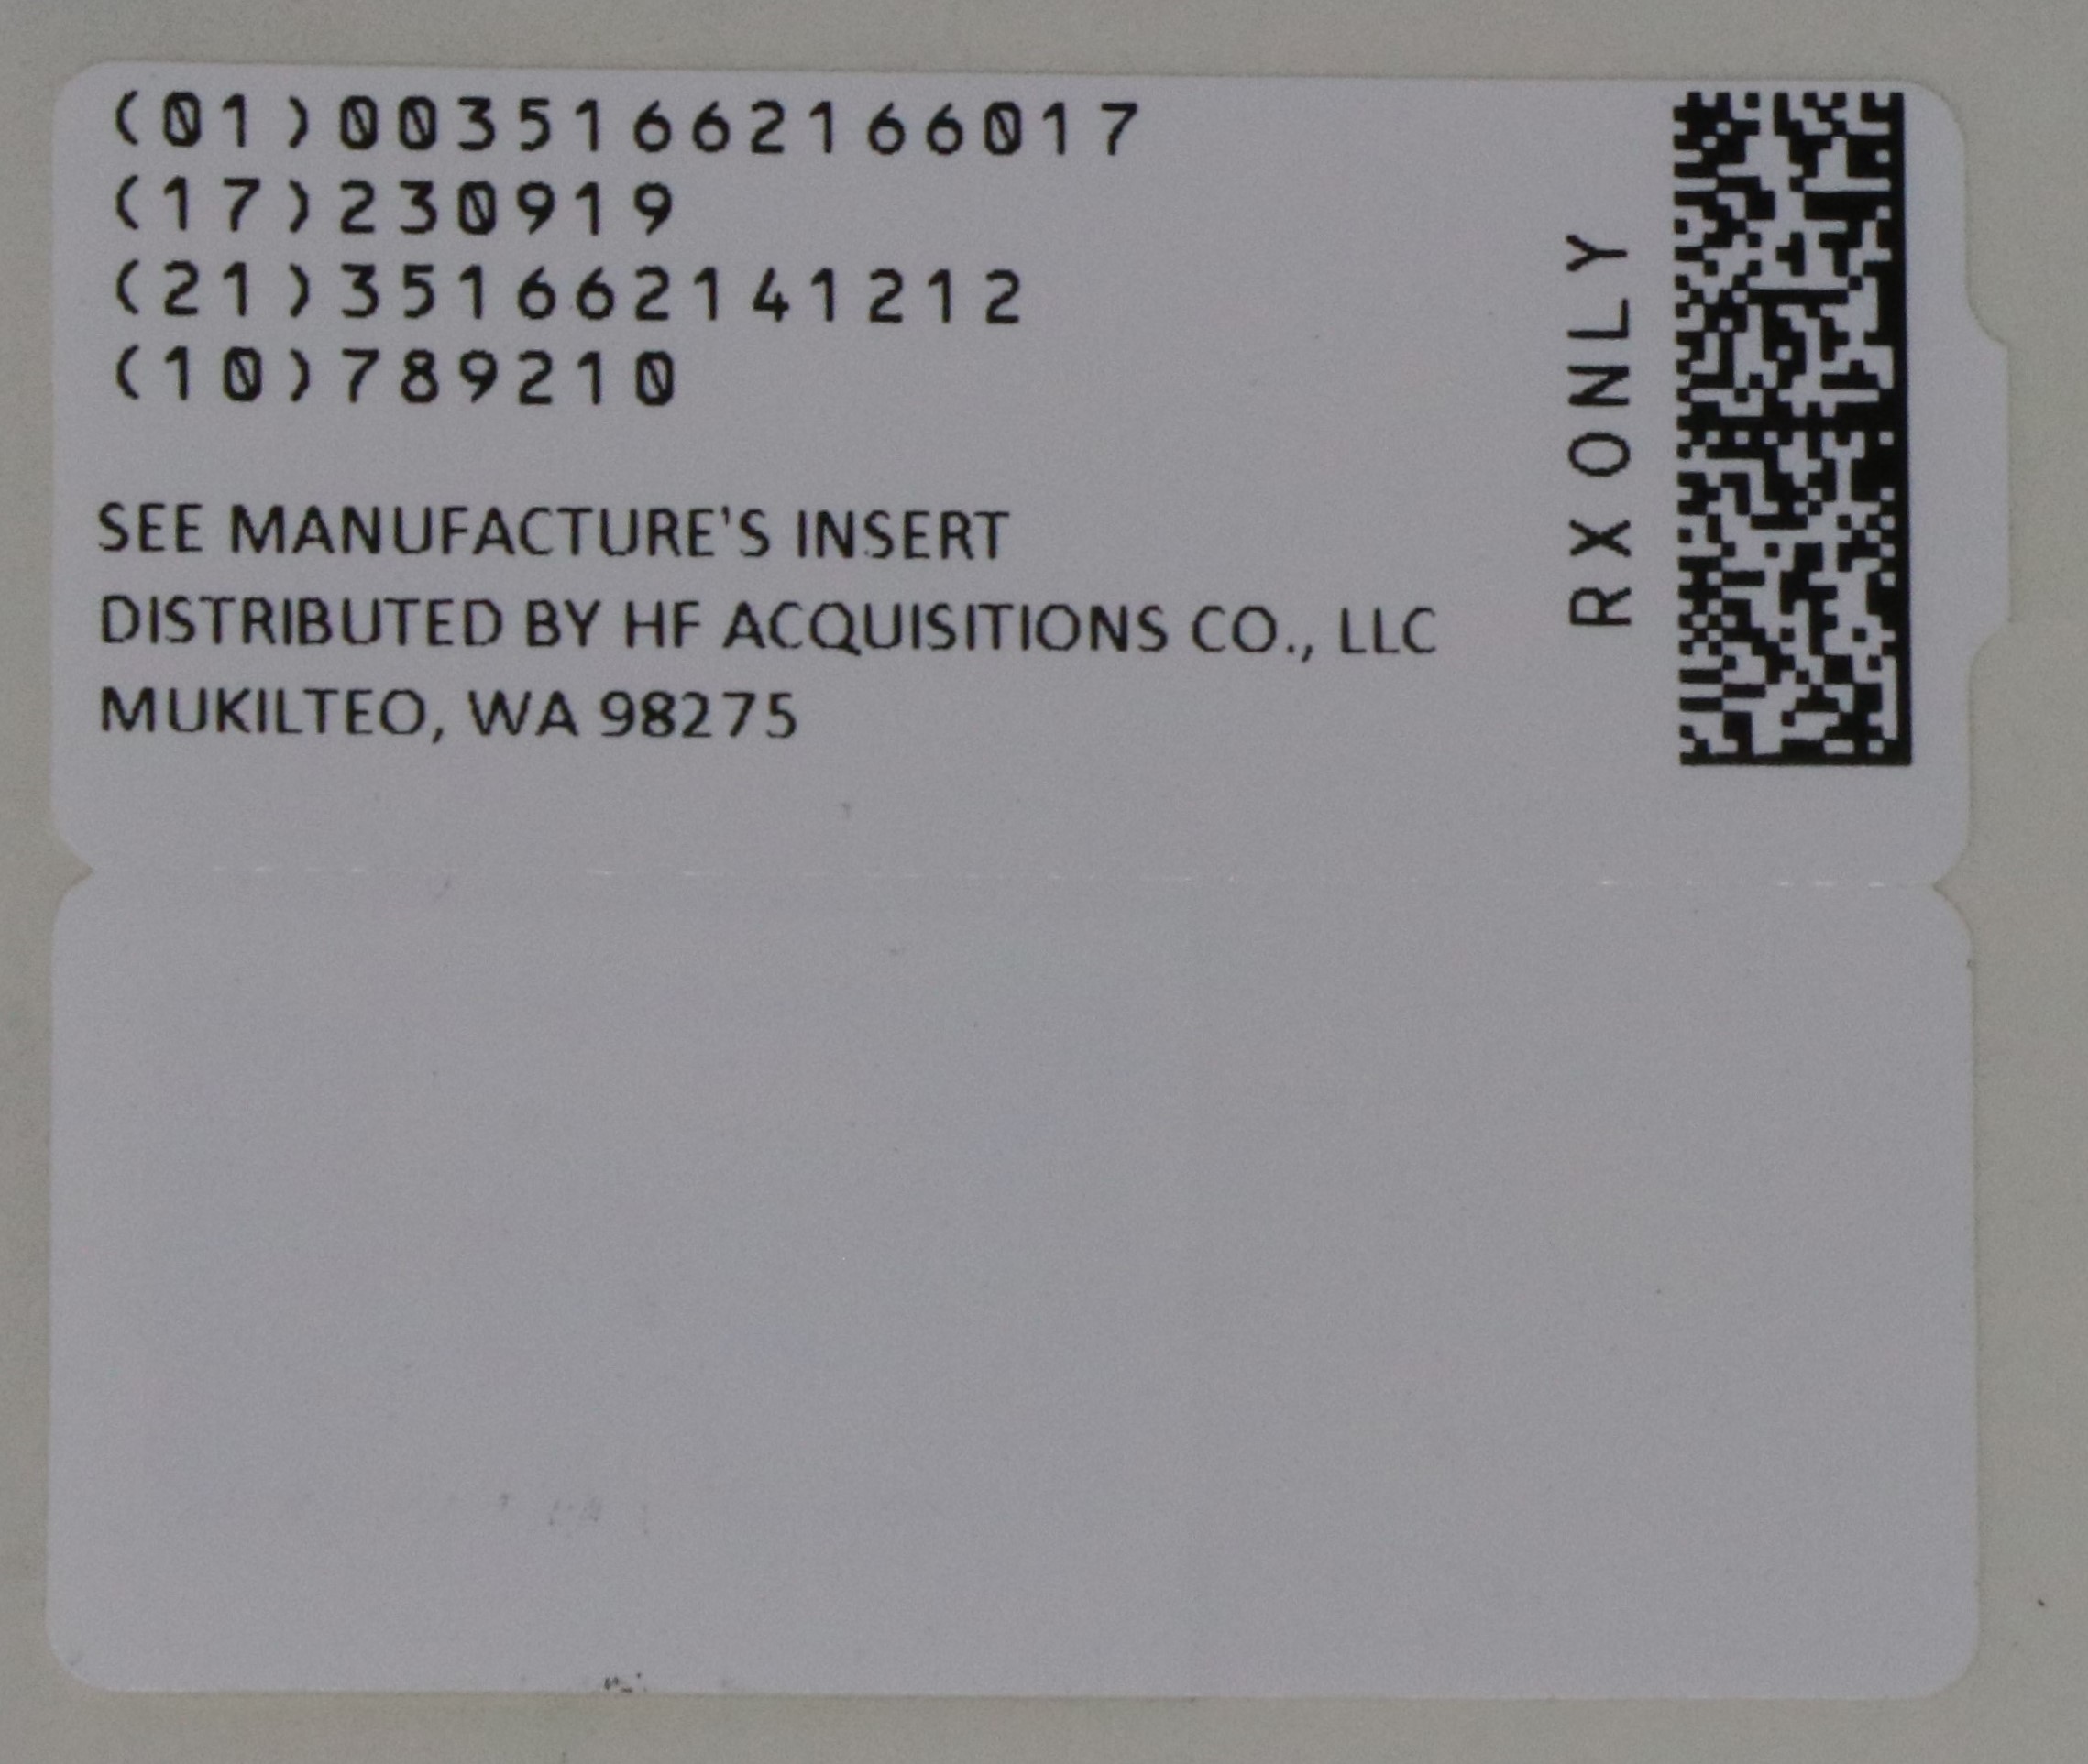 (01)00351662166017
(17)230919
(21)351662141212
(10)789210
SEE MANUFACTURE'S INSERT
DISTRIBUTED BY HF ACQUISITIONS CO., LLC
MUKILTEO, WA 98275
RX ONLY